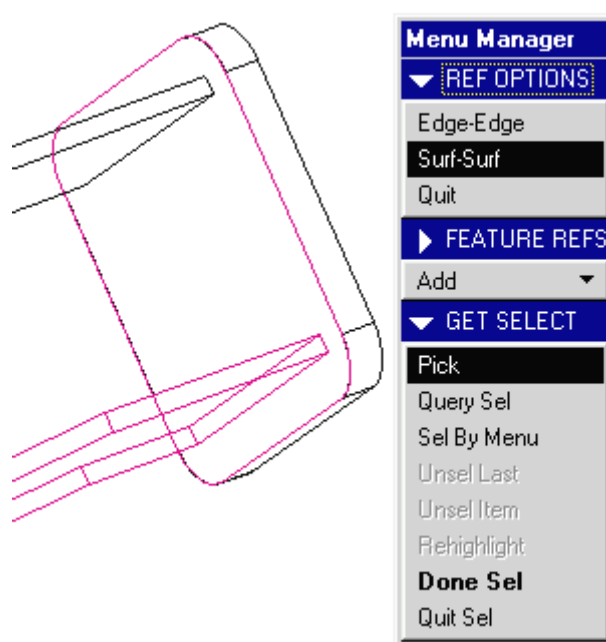 Menu Manager
REF OPTIONS
Edge-Edge
Surf-Surf
Quit
FEATURE REFS
Add
GET SELECT
Pick
Query Sel
Sel By Menu
Unsel Last
Unsel Item
Rehighlight
Done Sel
Quit Sel